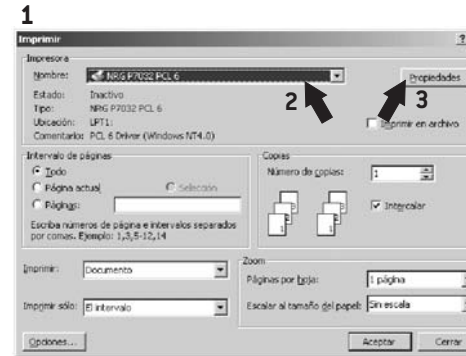 1
Imprimir
Impresora
Nombre: NRG P7032 PCL 6
Propiedades
Estado: Inactivo
Tipo: NRG P7032 PCL 6
Ubicación: LPT1:
Comentario: PCL 6 Driver (Windows NT4.0)
2
3
Imprimir en archivo
Intervalo de páginas
Todo
Página actual
Selección
Páginas:
Escriba números de página e intervalos separados
por comas. Ejemplo: 1,3,5-12,14
Copias
Número de copias: 1
Intercalar
Imprimir: Documento
Imprimir sólo: El intervalo
Zoom
Páginas por hoja: 1 página
Escalar al tamaño del papel: Sin escala
Opciones...
Aceptar
Cerrar